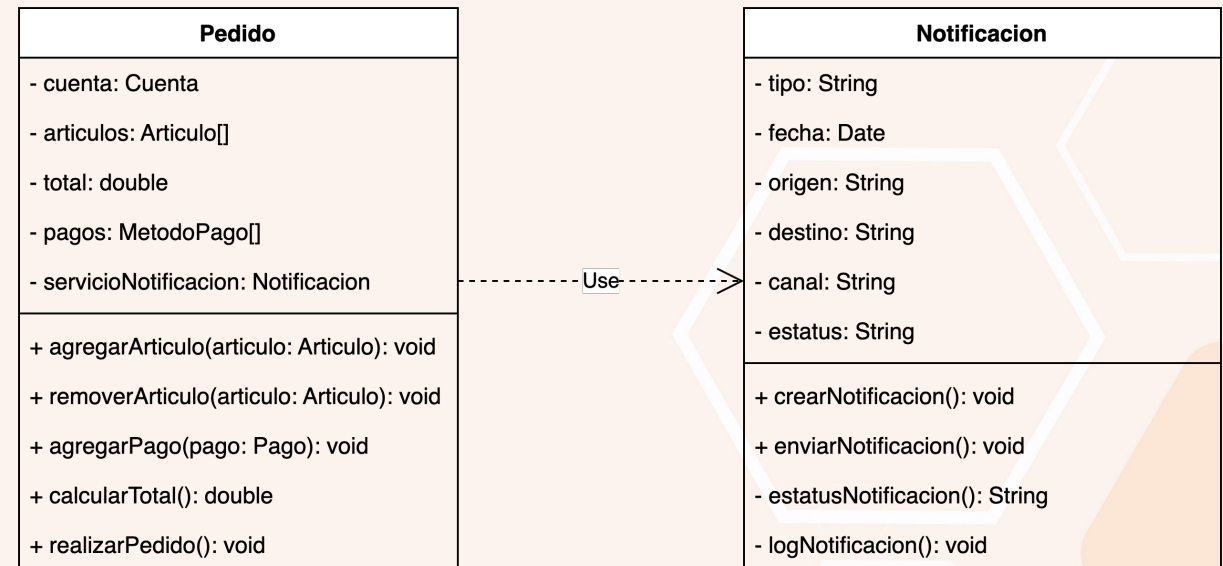 Pedido
- cuenta: Cuenta
- articulos: Articulo[]
- total: double
- pagos: MetodoPago[]
- servicioNotificacion: Notificacion
+ agregarArticulo(articulo: Articulo): void
+ removerArticulo(articulo: Articulo): void
+ agregarPago(pago: Pago): void
+ calcularTotal(): double
+ realizarPedido(): void
Use
Notificacion
- tipo: String
- fecha: Date
- origen: String
- destino: String
- canal: String
- estatus: String
+ crearNotificacion(): void
+ enviarNotificacion(): void
- estatusNotificacion(): String
- logNotificacion(): void